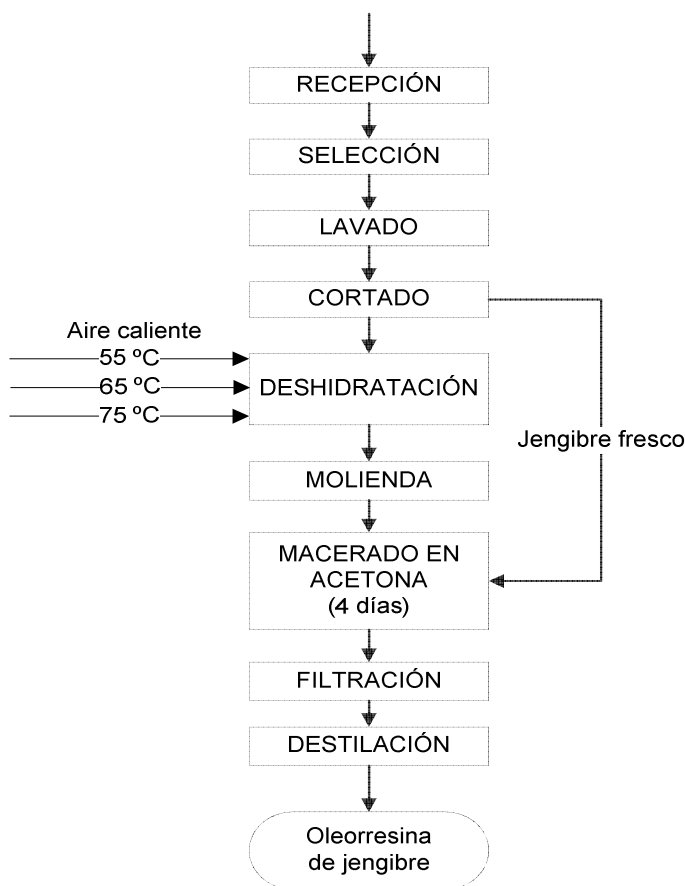 RECEPCIÓN
SELECCIÓN
LAVADO
CORTADO
Aire caliente
55 ºC
65 ºC
75 ºC
DESHIDRATACIÓN
Jengibre fresco
MOLIENDA
MACERADO EN
ACETONA
(4 días)
FILTRACIÓN
DESTILACIÓN
Oleorresina
de jengibre